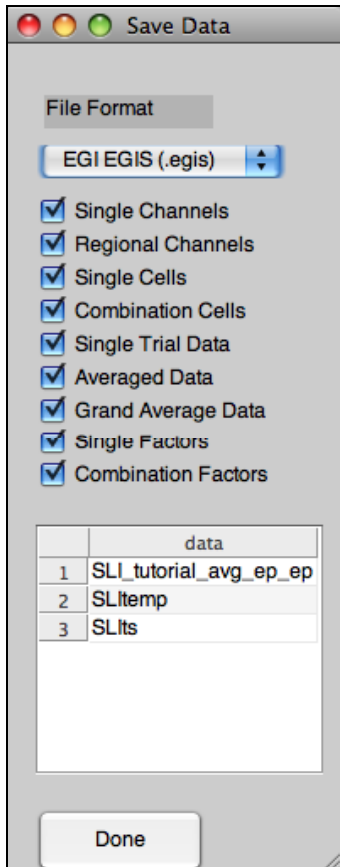 Save Data
File Format
EGI EGIS (.egis)
Single Channels
Regional Channels
Single Cells
Combination Cells
Single Trial Data
Averaged Data
Grand Average Data
Single Factors
Combination Factors
data
1 SLI_tutorial_avg_ep_ep
2 SLItemp
3 SLIts
Done